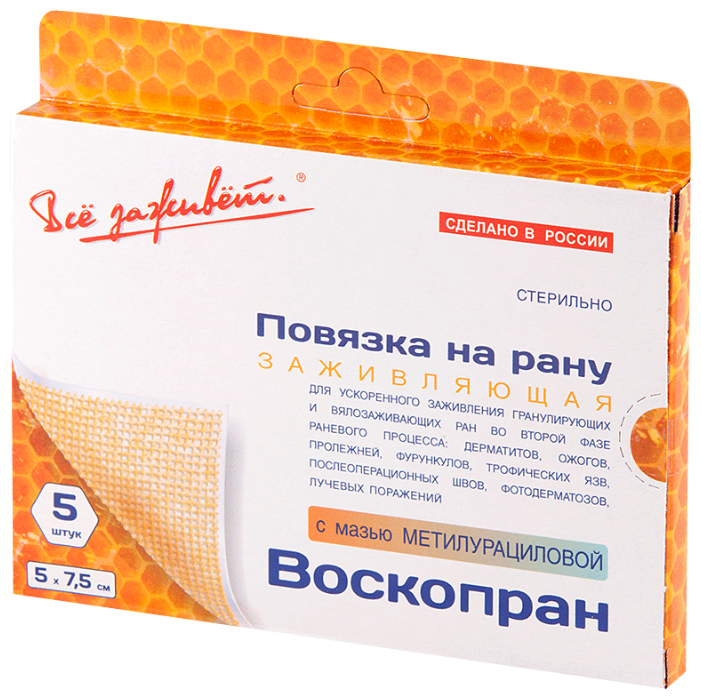 Всё заживёт.®
СДЕЛАНО В РОССИИ
СТЕРИЛЬНО
Повязка на рану
ЗАЖИВЛЯЮЩАЯ
ДЛЯ УСКОРЕННОГО ЗАЖИВЛЕНИЯ ГРАНУЛИРУЮЩИХ
И ВЯЛОЗАЖИВАЮЩИХ РАН ВО ВТОРОЙ ФАЗЕ
РАНЕВОГО ПРОЦЕССА: ДЕРМАТИТОВ, ОЖОГОВ,
ПРОЛЕЖНЕЙ, ФУРУНКУЛОВ, ТРОФИЧЕСКИХ ЯЗВ,
ПОСЛЕОПЕРАЦИОННЫХ ШВОВ, ФОТОДЕРМАТОЗОВ,
ЛУЧЕВЫХ ПОРАЖЕНИЙ
с мазью МЕТИЛУРАЦИЛОВОЙ
Воскопран
5
штук
5 х 7,5 см